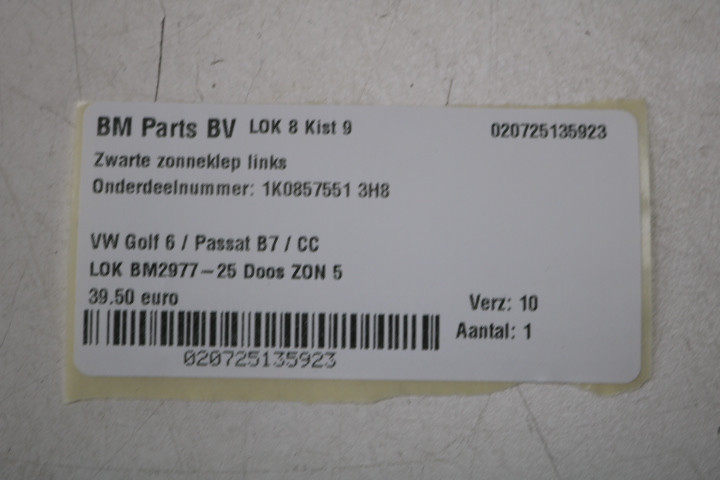 BM Parts BV LOK 8 Kist 9 020725135923
Zwarte zonneklep links
Onderdeelnummer: 1K0857551 3H8
VW Golf 6 / Passat B7 / CC
LOK BM2977-25 Doos ZON 5
39.50 euro Verz: 10
Aantal: 1
020725135923